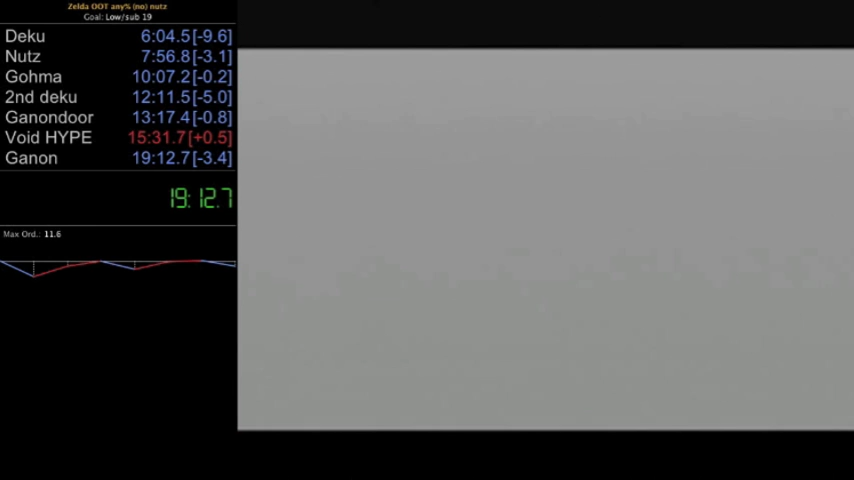 Zelda OOT any% (no) nutz
Goal: Low/sub 19
Deku 6:04.5[-9.6]
Nutz 7:56.8[-3.1]
Gohma 10:07.2[-0.2]
2nd deku 12:11.5[-5.0]
Ganondoor 13:17.4[-0.8]
Void HYPE 15:31.7[+0.5]
Ganon 19:12.7[-3.4]
19:12.7
Max Ord.: 11.6